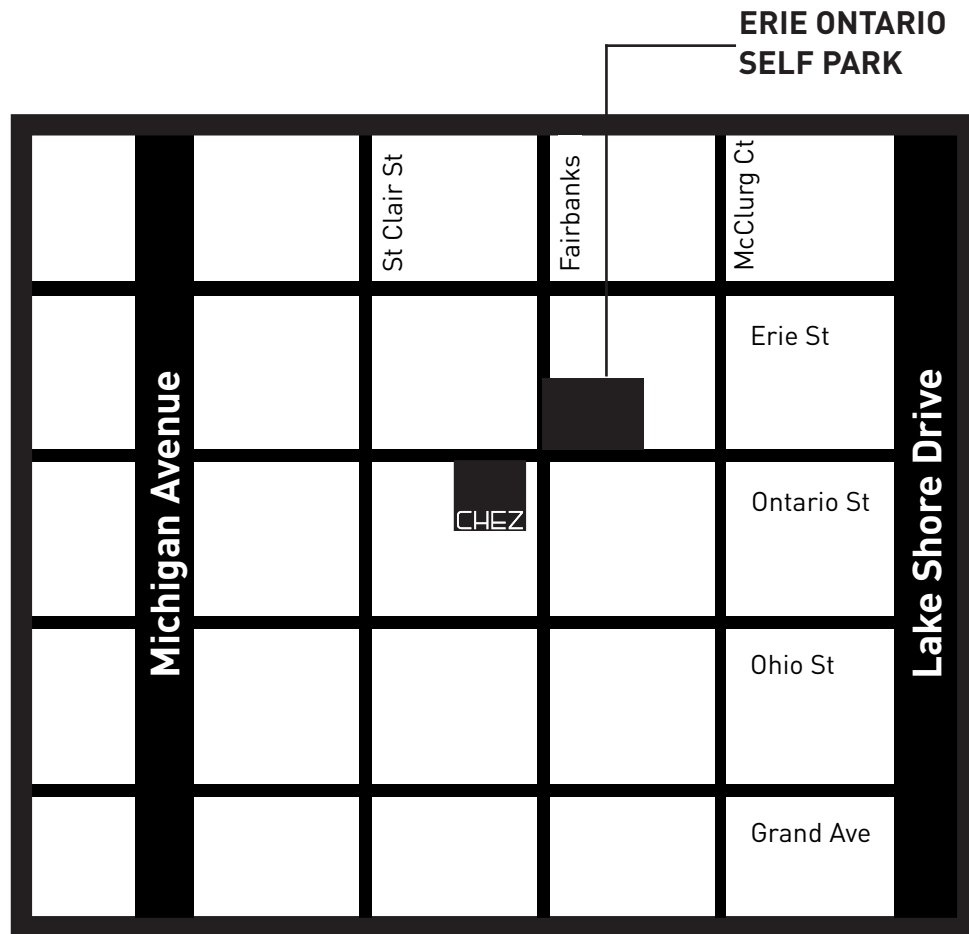 ERIE ONTARIO
SELF PARK
St Clair St
Fairbanks
McClurg Ct
Erie St
Michigan Avenue
Lake Shore Drive
Ontario St
CHEZ
Ohio St
Grand Ave